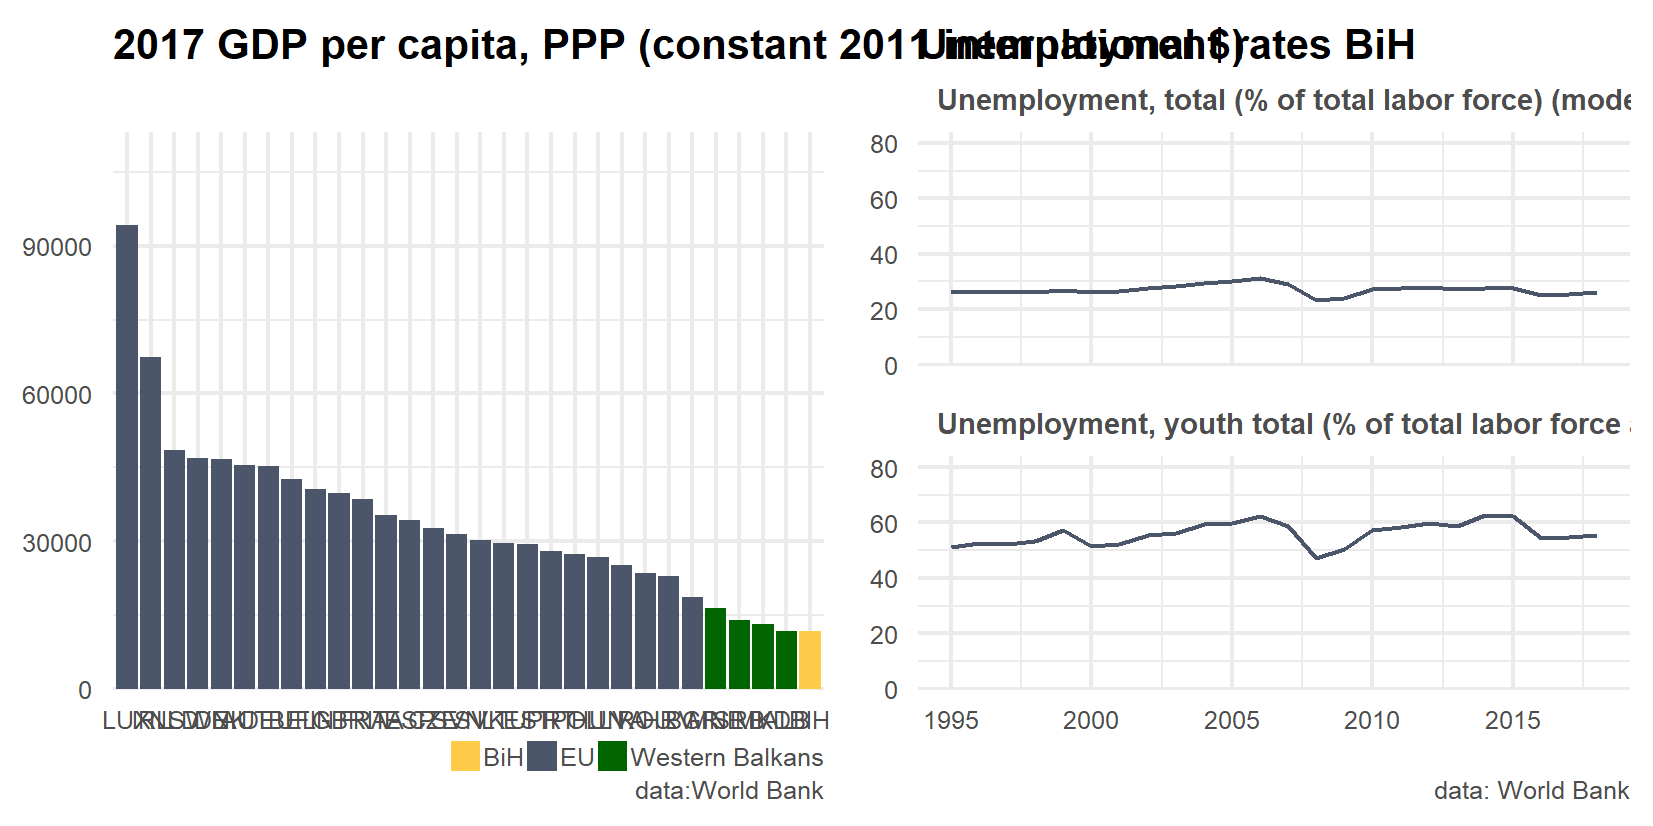 2017 GDP per capita, PPP (constant 2011 international $)
90000
60000
30000
0
BiH EU Western Balkans
data:World Bank
Unemployment rates BiH
Unemployment, total (% of total labor force) (mode
80
60
40
20
0
Unemployment, youth total (% of total labor force
80
60
40
20
0
1995 2000 2005 2010 2015
data: World Bank